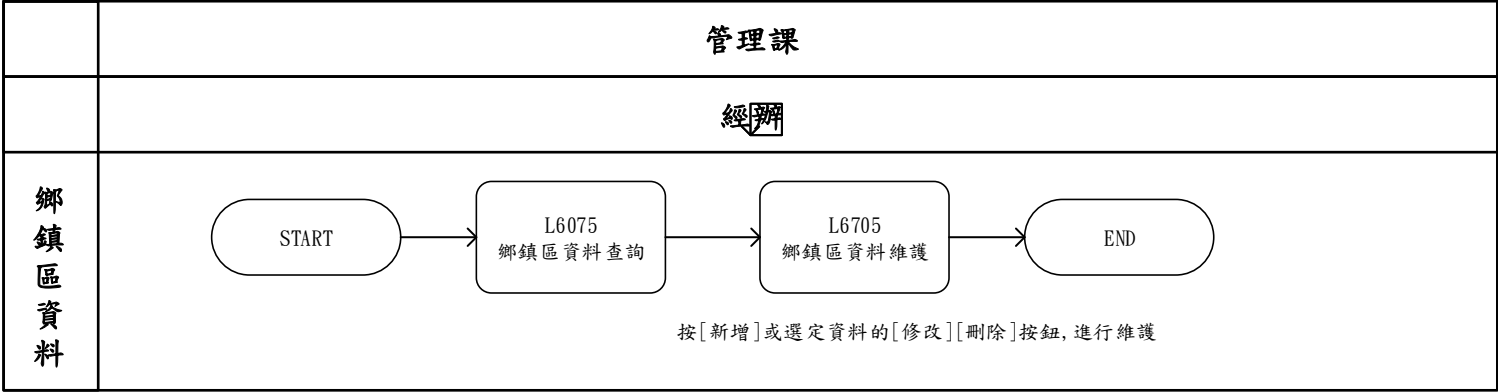 管理課
經辦
鄉鎮區資料
START
L6075
鄉鎮區資料查詢
L6705
鄉鎮區資料維護
END
按[新增]或選定資料的[修改][刪除]按鈕,進行維護